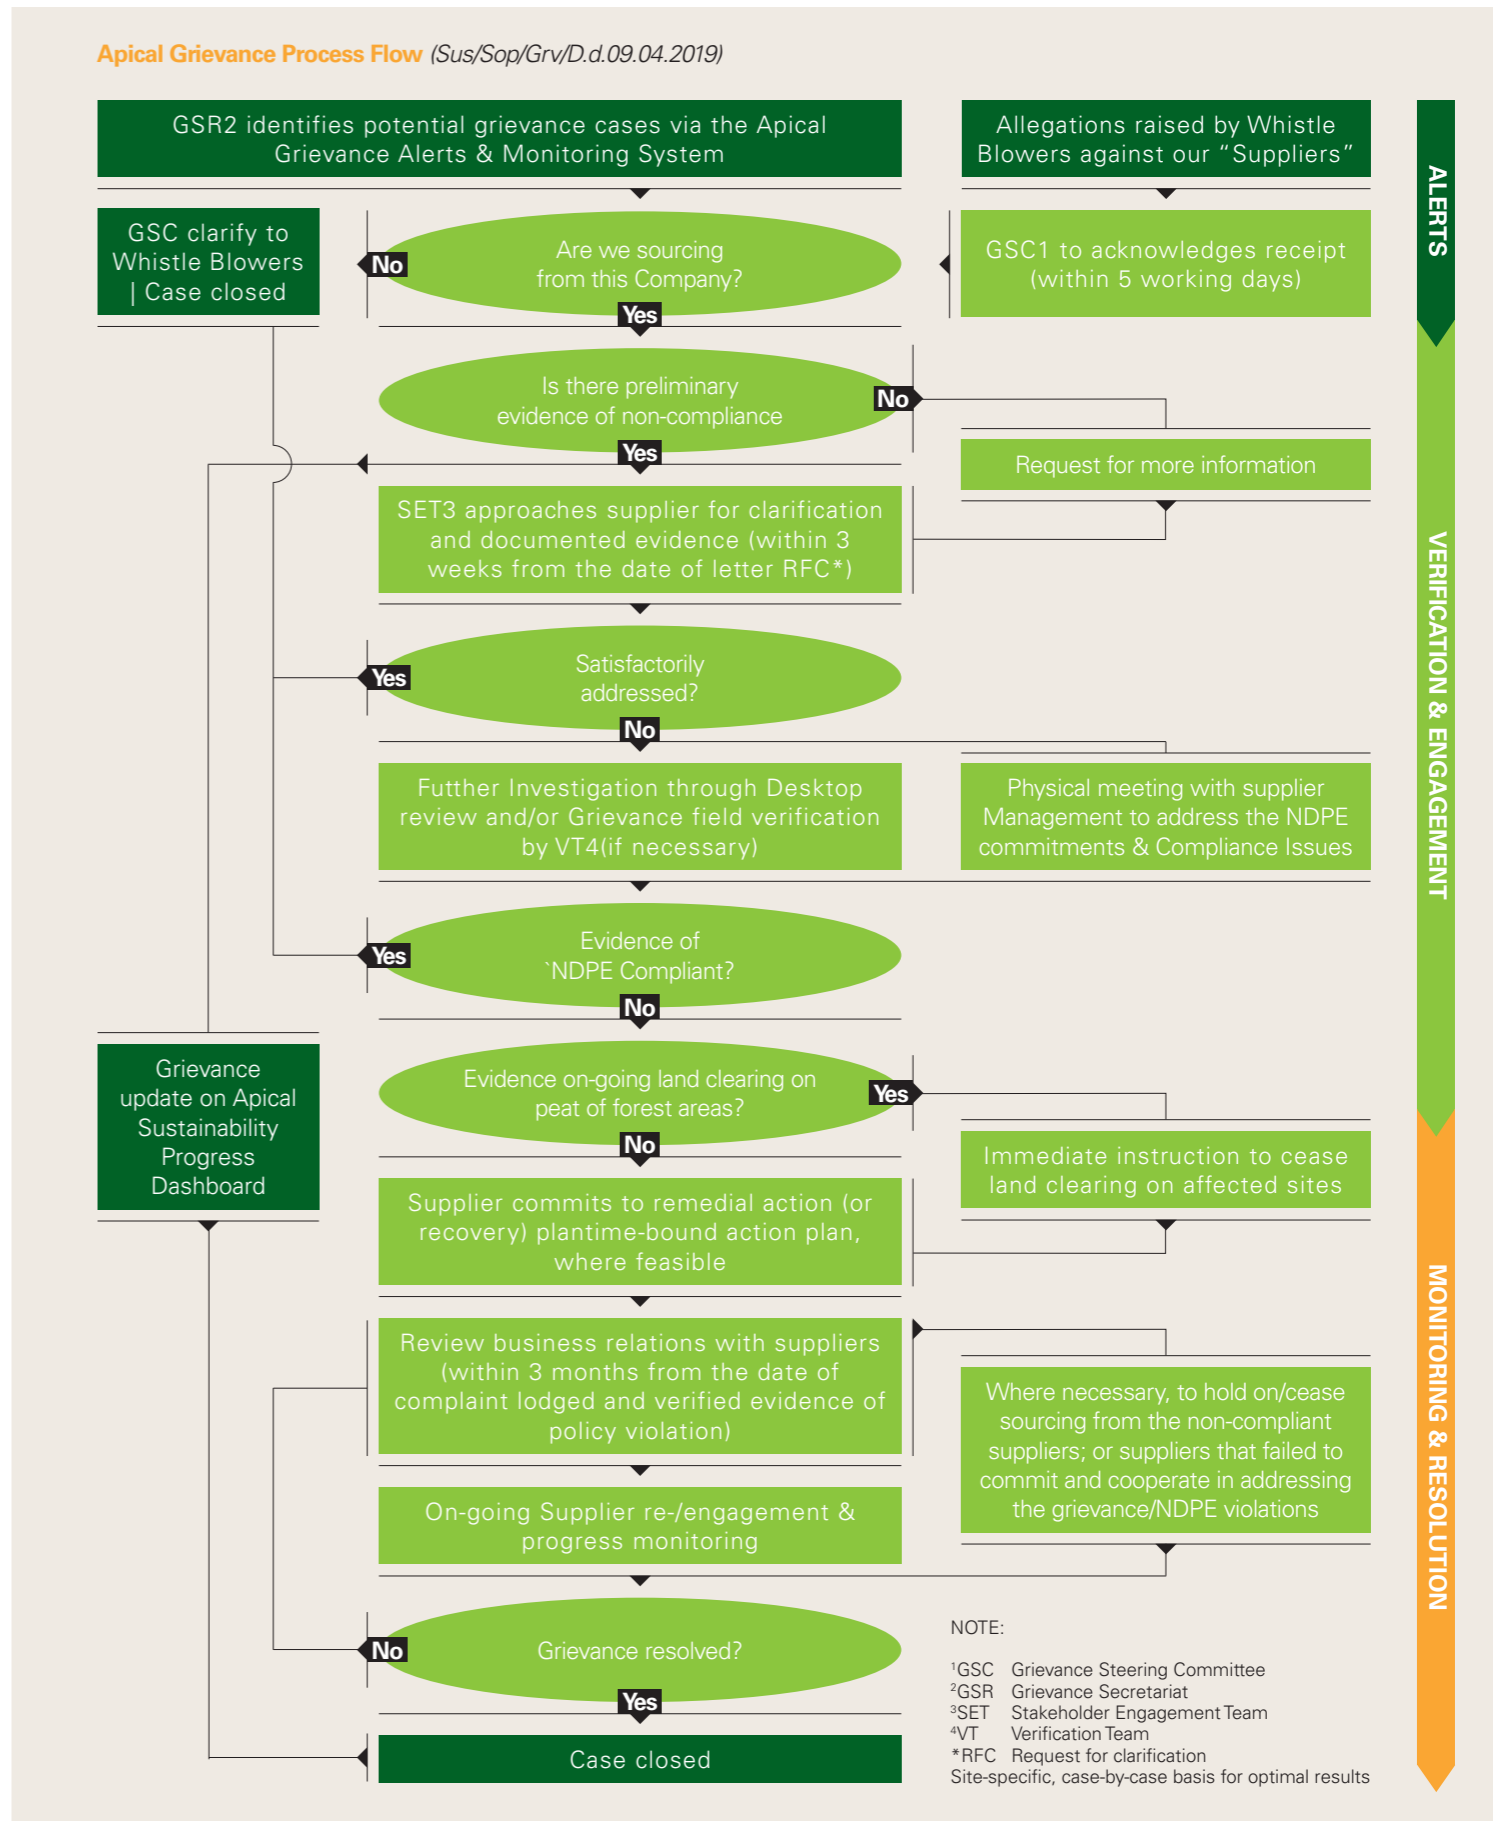 Apical Grievance Process Flow (Sus/Sop/Grv/D.d.09.04.2019)
GSR2 identifies potential grievance cases via the Apical
Grievance Alerts & Monitoring System
Allegations raised by Whistle
Blowers against our “Suppliers”
ALERTS
GSC clarify to
Whistle Blowers
| Case closed
No
Are we sourcing
from this Company?
Yes
GSC1 to acknowledges receipt
(within 5 working days)
Is there preliminary
evidence of non-compliance
No
Yes
Request for more information
SET3 approaches supplier for clarification
and documented evidence (within 3
weeks from the date of letter RFC*)
VERIFICATION & ENGAGEMENT
Satisfactorily
addressed?
Yes
No
Futther Investigation through Desktop
review and/or Grievance field verification
by VT4(if necessary)
Physical meeting with supplier
Management to address the NDPE
commitments & Compliance Issues
Evidence of
`NDPE Compliant?
Yes
No
Grievance
update on Apical
Sustainability
Progress
Dashboard
Evidence on-going land clearing on
peat of forest areas?
Yes
No
Immediate instruction to cease
land clearing on affected sites
Supplier commits to remedial action (or
recovery) plantime-bound action plan,
where feasible
MONITORING & RESOLUTION
Review business relations with suppliers
(within 3 months from the date of
complaint lodged and verified evidence of
policy violation)
Where necessary, to hold on/cease
sourcing from the non-compliant
suppliers; or suppliers that failed to
commit and cooperate in addressing
the grievance/NDPE violations
On-going Supplier re-/engagement &
progress monitoring
No
Grievance resolved?
Yes
Case closed
NOTE:
¹GSC Grievance Steering Committee
²GSR Grievance Secretariat
³SET Stakeholder Engagement Team
⁴VT Verification Team
*RFC Request for clarification
Site-specific, case-by-case basis for optimal results